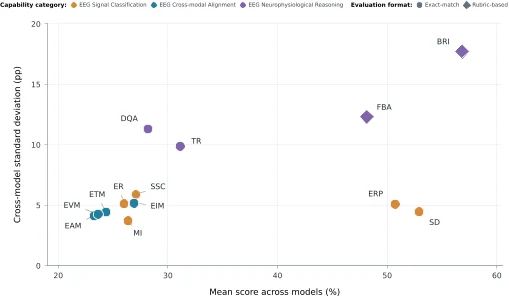 Capability category: EEG Signal Classification EEG Cross-modal Alignment EEG Neurophysiological Reasoning Evaluation format: Exact-match Rubric-based
Cross-model standard deviation (pp)
20
15
10
5
0
BRI
FBA
DQA
TR
ER
SSC
ETM
EVM
EIM
EAM
MI
ERP
SD
20 30 40 50 60
Mean score across models (%)